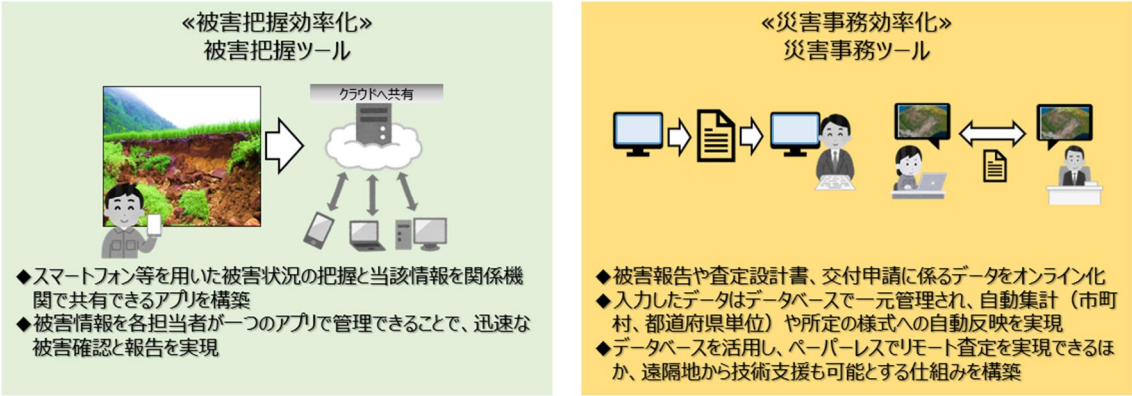 ≪被害把握効率化≫
被害把握ツール
クラウドへ共有
◆スマートフォン等を用いた被害状況の把握と当該情報を関係機
関で共有できるアプリを構築
◆被害情報を各担当者が一つのアプリで管理できることで、迅速な
被害確認と報告を実現
≪災害事務効率化≫
災害事務ツール
◆被害報告や査定設計書、交付申請に係るデータをオンライン化
◆入力したデータはデータベースで一元管理され、自動集計（市町
村、都道府県単位）や所定の様式への自動反映を実現
◆データベースを活用し、ペーパーレスでリモート査定を実現できるほ
か、遠隔地から技術支援も可能とする仕組みを構築